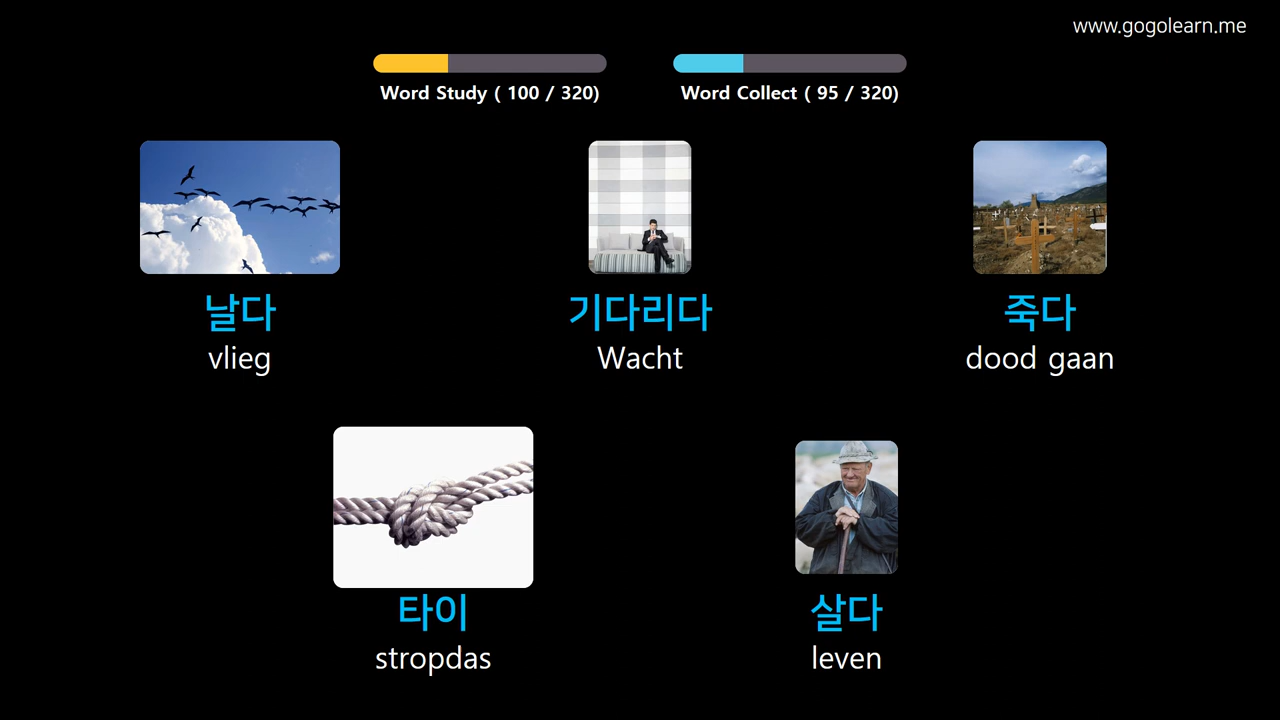 www.gogolearn.me
Word Study ( 100 / 320)
Word Collect ( 95 / 320)
날다
vlieg
기다리다
Wacht
죽다
dood gaan
타이
stropdas
살다
leven